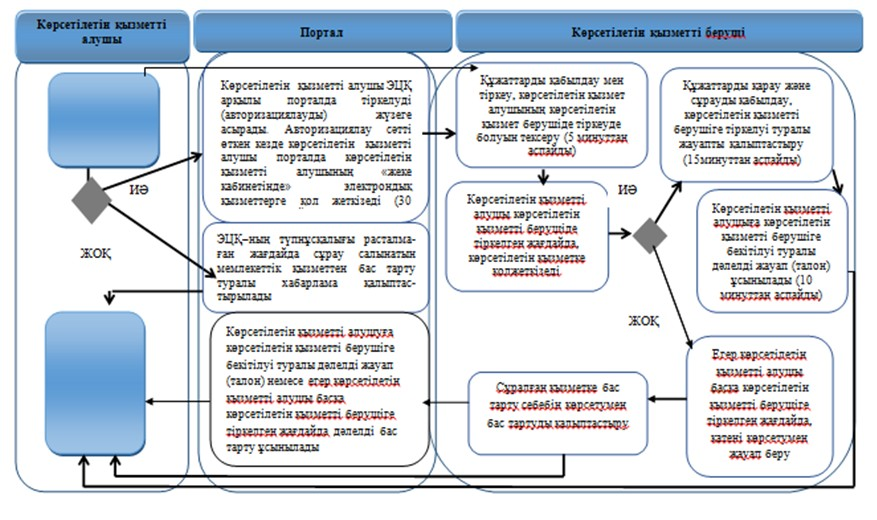 Көрсетілетін қызметті
алушы
Портал
Көрсетілетін қызметті беруші
Көрсетілетін қызметті алушы ЭЦҚ
арқылы порталда тіркелуді
(авторизациялауды) жүзеге
асырады. Авторизациялау сәтті
өткен кезде көрсетілетін қызметті
алушы порталда көрсетілетін
қызметті алушының «жеке
кабинетінде» электрондық
қызметтерге қол жеткізеді (30
ИӘ
ЖОҚ
ЭЦҚ–ның түпнұсқалығы расталма-
ған жағдайда сұрау салынатын
мемлекеттік қызметтен бас тарту
туралы хабарлама қалыптас-
тырылады
Көрсетілетін қызметті алушуға
көрсетілетін қызметті берушіге
бекітілуі туралы дәлелді жауап
(талон) немесе егер көрсетілетін
қызметті алушы басқа
көрсетілетін қызметті берушіге
тіркелген жағдайда дәлелді бас
тарту ұсынылады
Құжаттарды қабылдау мен
тіркеу, көрсетілетін қызмет
алушының көрсетілетін
қызмет берушіде тіркеуде
болуын тексеру (5 минуттан
аспайды)
Көрсетілетін қызметті
алушы көрсетілетін
қызметті берушіде
тіркелген жағдайда,
көрсетілетін қызметке
қолжеткізеді
ИӘ
ЖОҚ
Құжаттарды қарау және
сұрауды қабылдау,
көрсетілетін қызметті
берушіге тіркелуі туралы
жауапты қалыптастыру
(15минуттан аспайды)
Көрсетілетін қызметті
алушыға көрсетілетін
қызметті берушіге
бекітілуі туралы
дәлелді жауап (талон)
ұсынылады (10
минуттан аспайды)
Егер көрсетілетін
қызметті алушы
басқа көрсетілетін
қызметті берушіге
тіркелген жағдайда,
қатені көрсетумен
жауап беру
Сұралған қызметке бас
тарту себебін көрсетумен
бас тартуды қалыптастыру